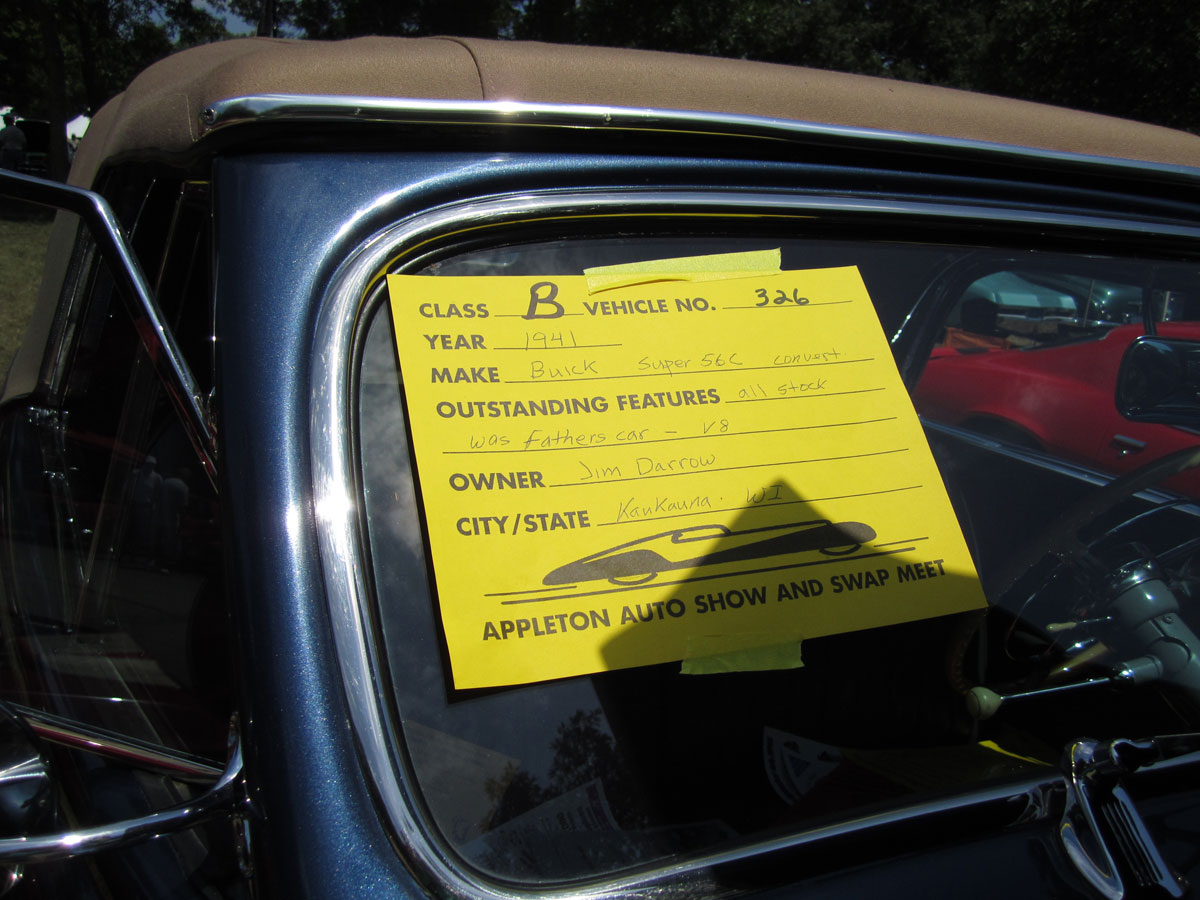 CLASS B VEHICLE NO. 326
YEAR 1941
MAKE Buick Super 56C convert.
OUTSTANDING FEATURES all stock
was fathers car - V8
OWNER Jim Darrow
CITY/STATE Kaukauna. WI
APPLETON AUTO SHOW AND SWAP MEET